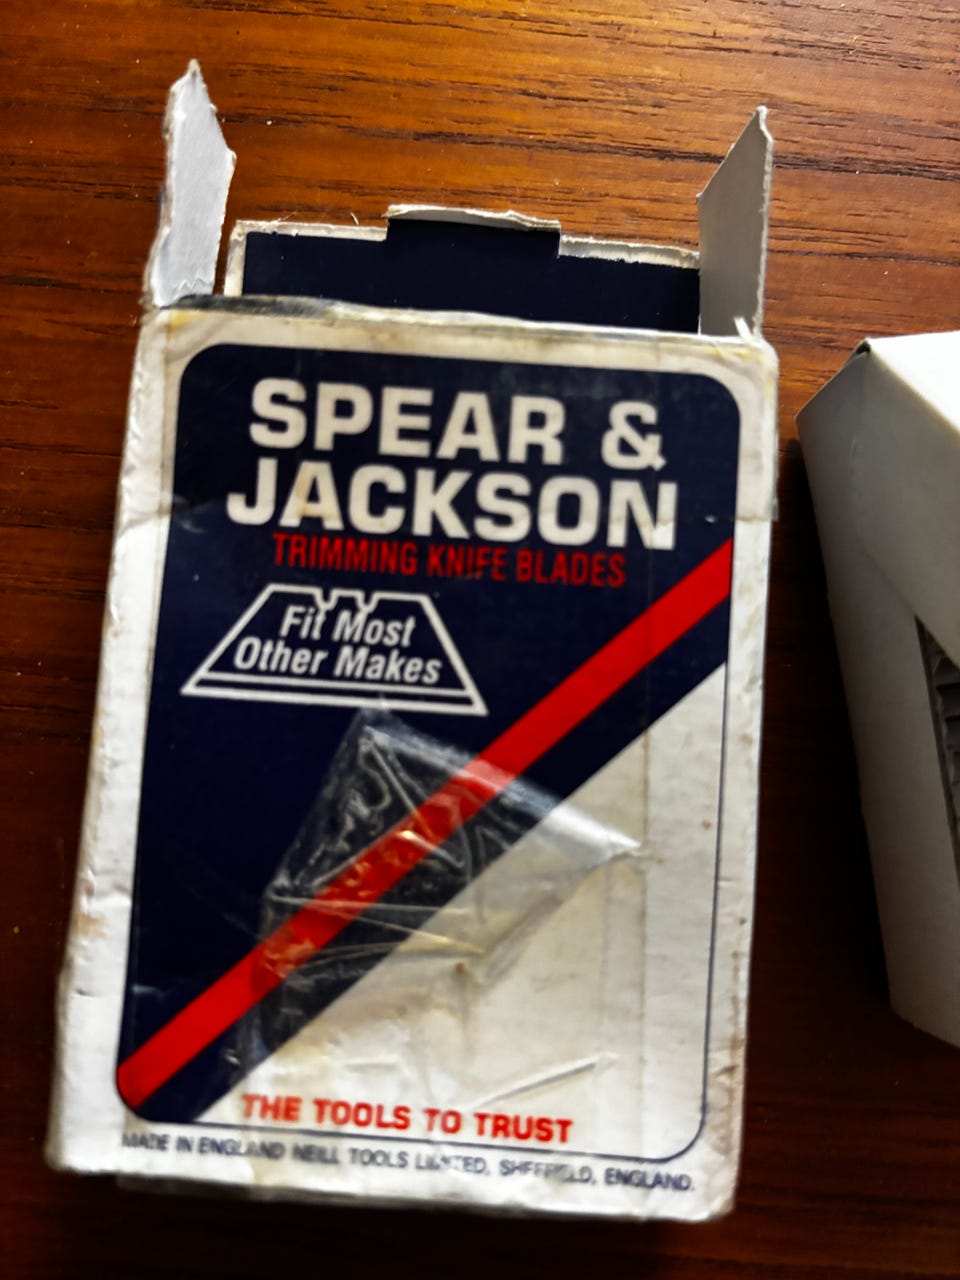 SPEAR &
JACKSON
TRIMMING KNIFE BLADES
Fit Most
Other Makes
THE TOOLS TO TRUST
MADE IN ENGLAND NEILL TOOLS LIMITED, SHEFFIELD, ENGLAND.